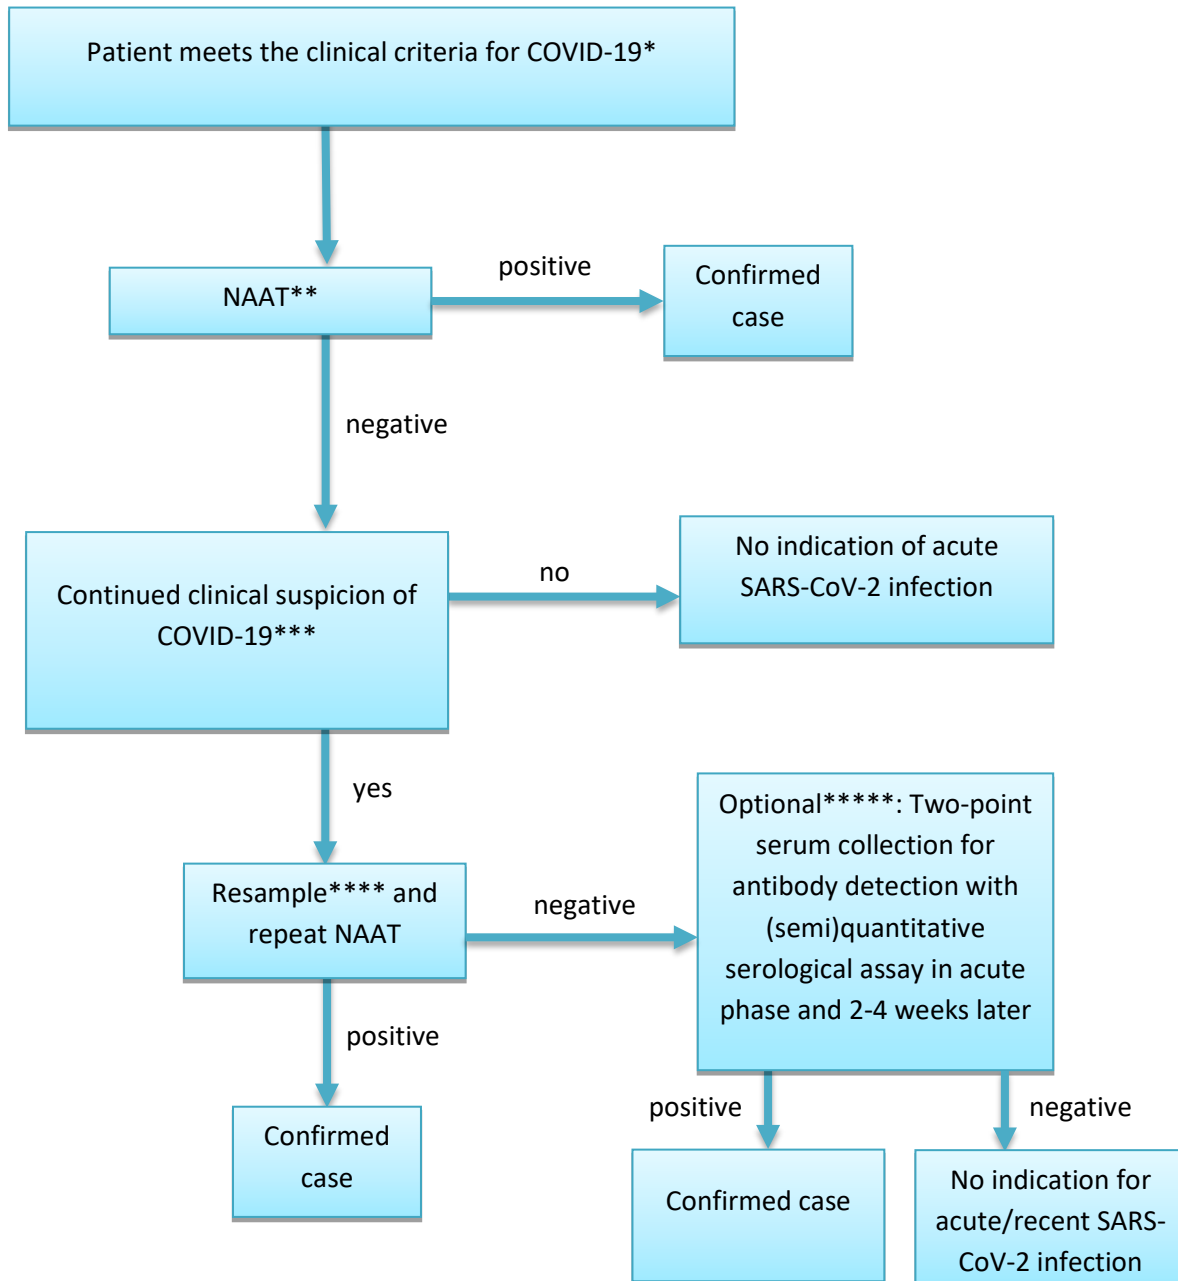 Patient meets the clinical criteria for COVID-19*
NAAT**
positive
Confirmed
case
negative
Continued clinical suspicion of
COVID-19***
no
No indication of acute
SARS-CoV-2 infection
yes
Resample**** and
repeat NAAT
negative
Optional*****: Two-point
serum collection for
antibody detection with
(semi)quantitative
serological assay in acute
phase and 2-4 weeks later
positive
Confirmed
case
positive
Confirmed case
negative
No indication for
acute/recent SARS-
CoV-2 infection